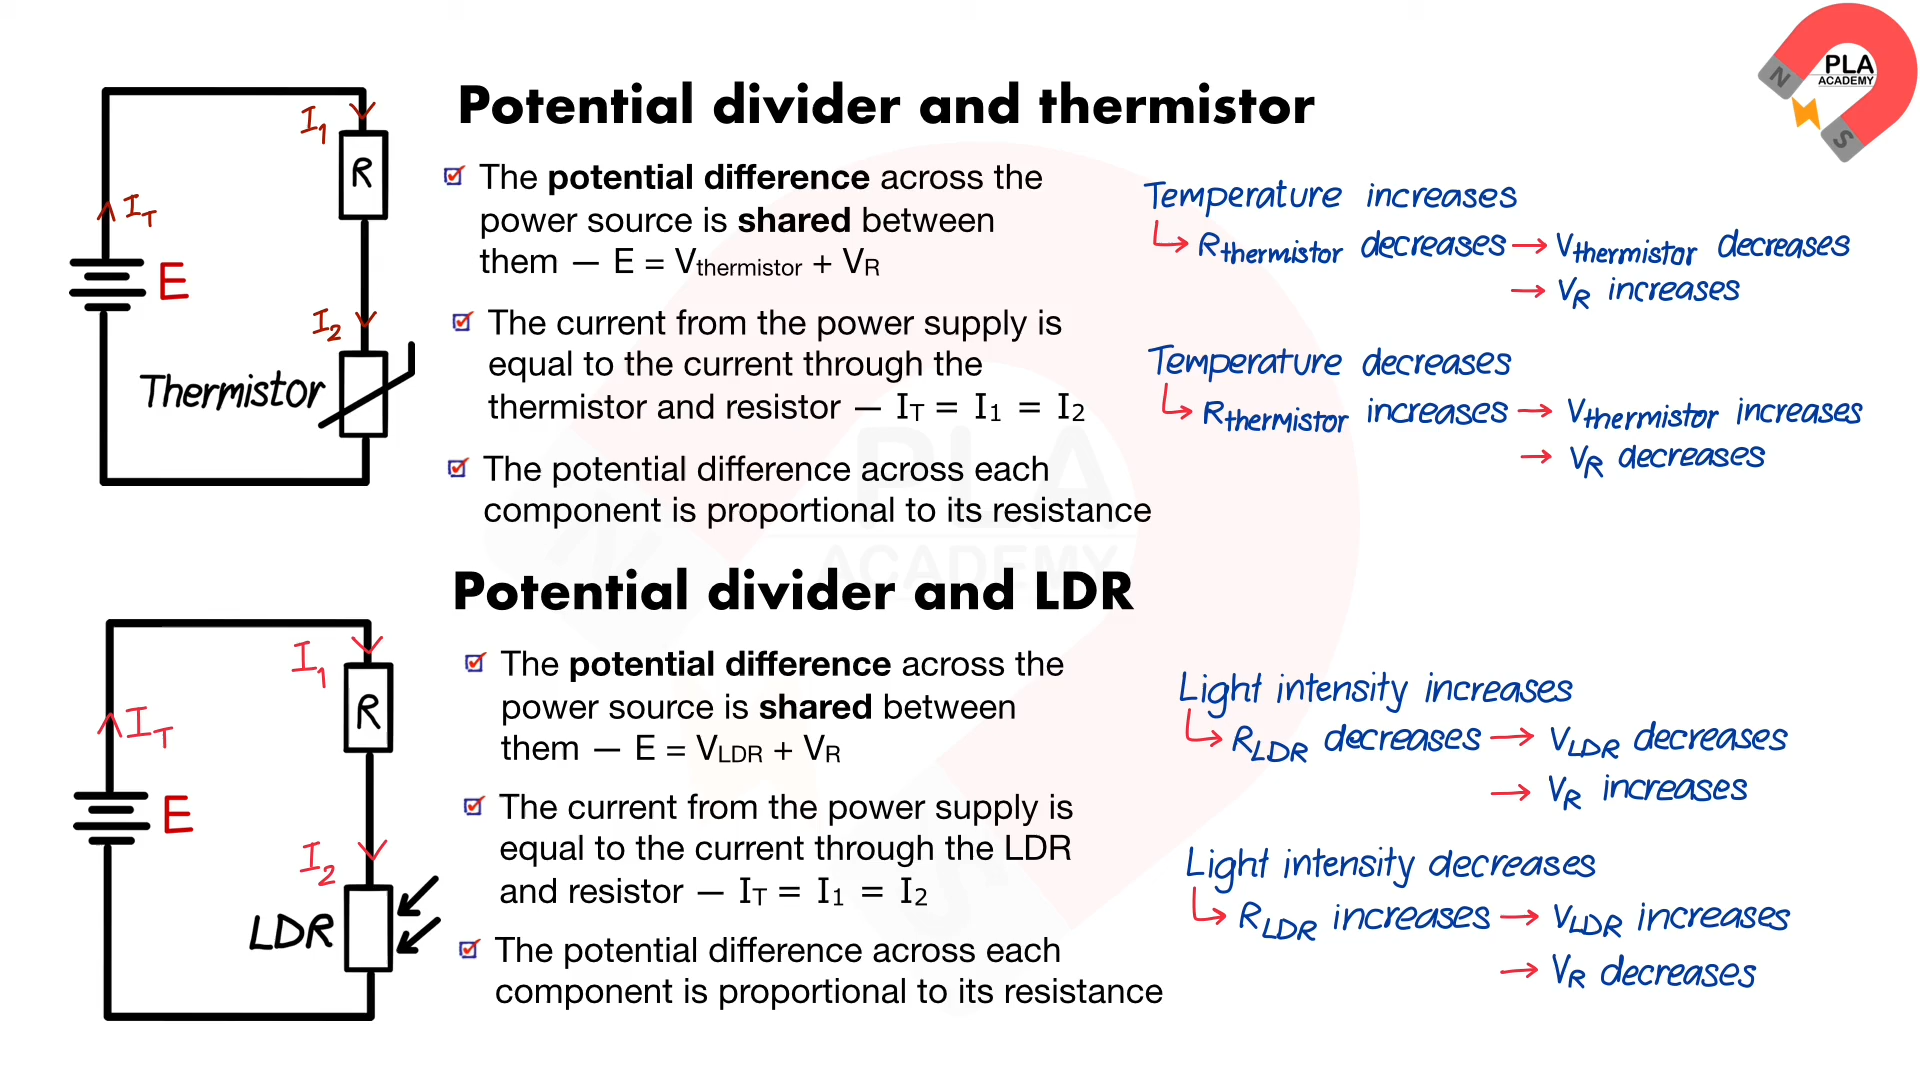 PLA
ACADEMY
N
S
Potential divider and thermistor
I₁
R
I_T
E
I₂
Thermistor
The potential difference across the
power source is shared between
them — E = Vthermistor + VR
The current from the power supply is
equal to the current through the
thermistor and resistor — IT = I1 = I2
The potential difference across each
component is proportional to its resistance
Temperature increases
Rthermistor decreases → Vthermistor decreases
→ VR increases
Temperature decreases
Rthermistor increases → Vthermistor increases
→ VR decreases
PLA
ACADEMY
N
S
Potential divider and LDR
I₁
R
I_T
E
I₂
LDR
The potential difference across the
power source is shared between
them — E = VLDR + VR
The current from the power supply is
equal to the current through the LDR
and resistor — IT = I1 = I2
The potential difference across each
component is proportional to its resistance
Light intensity increases
RLDR decreases → VLDR decreases
→ VR increases
Light intensity decreases
RLDR increases → VLDR increases
→ VR decreases